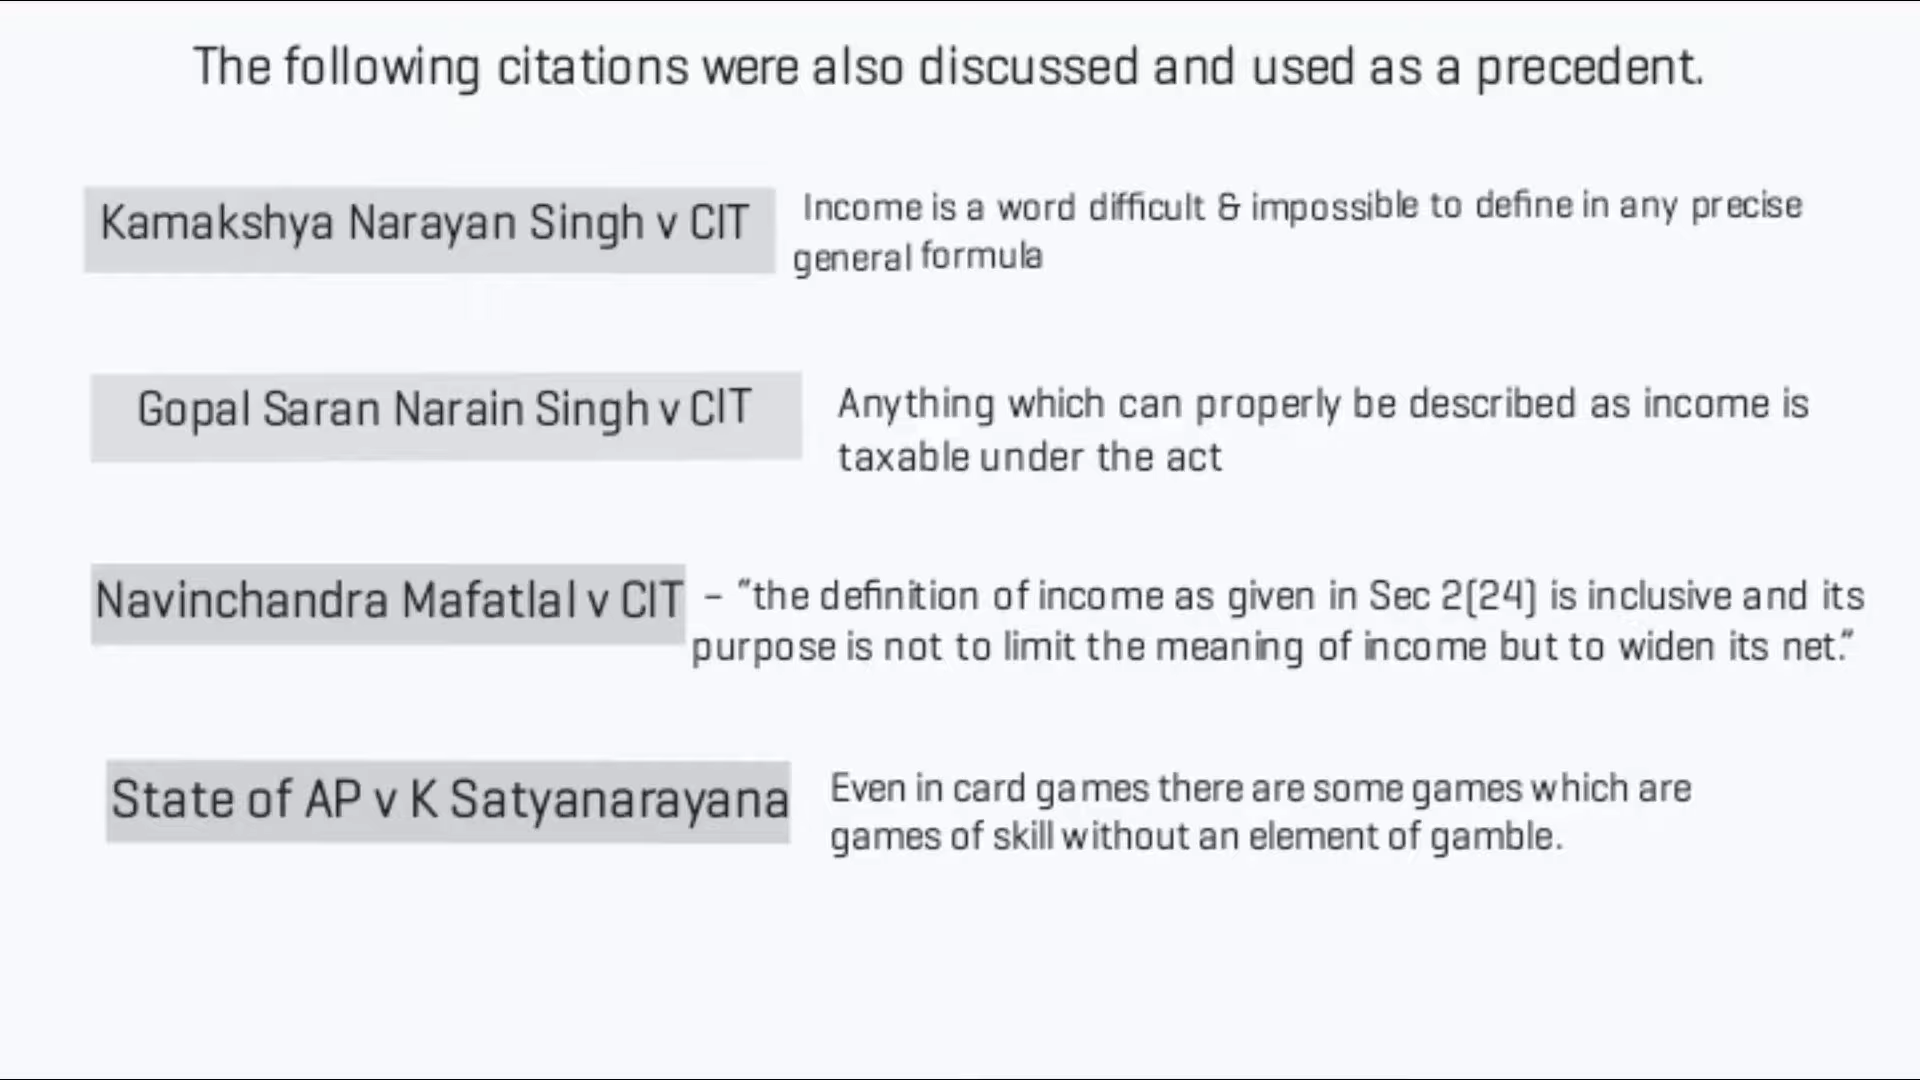 The following citations were also discussed and used as a precedent.
Kamakshya Narayan Singh v CIT
Income is a word difficult & impossible to define in any precise
general formula
Gopal Saran Narain Singh v CIT
Anything which can properly be described as income is
taxable under the act
Navinchandra Mafatlal v CIT
– “the definition of income as given in Sec 2(24) is inclusive and its
purpose is not to limit the meaning of income but to widen its net.”
State of AP v K Satyanarayana
Even in card games there are some games which are
games of skill without an element of gamble.